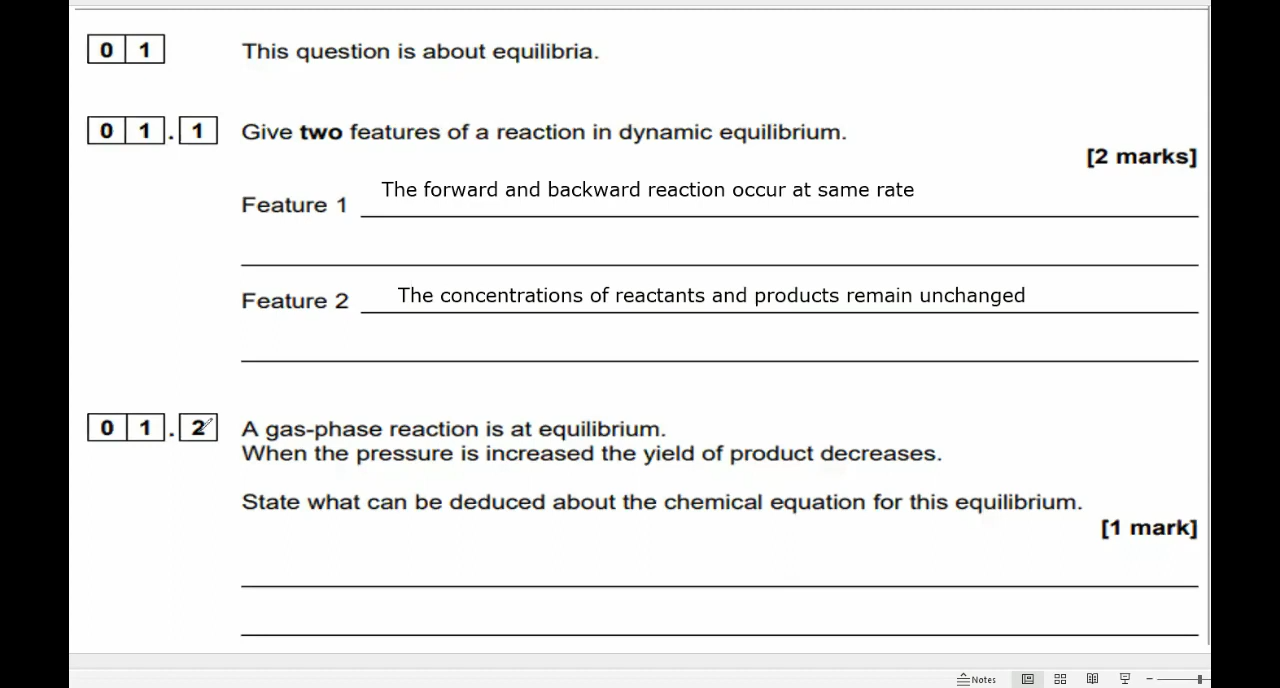 0 1 This question is about equilibria.
0 1 . 1 Give two features of a reaction in dynamic equilibrium.
[2 marks]
Feature 1 The forward and backward reaction occur at same rate
Feature 2 The concentrations of reactants and products remain unchanged
0 1 . 2 A gas-phase reaction is at equilibrium.
When the pressure is increased the yield of product decreases.
State what can be deduced about the chemical equation for this equilibrium.
[1 mark]
Notes